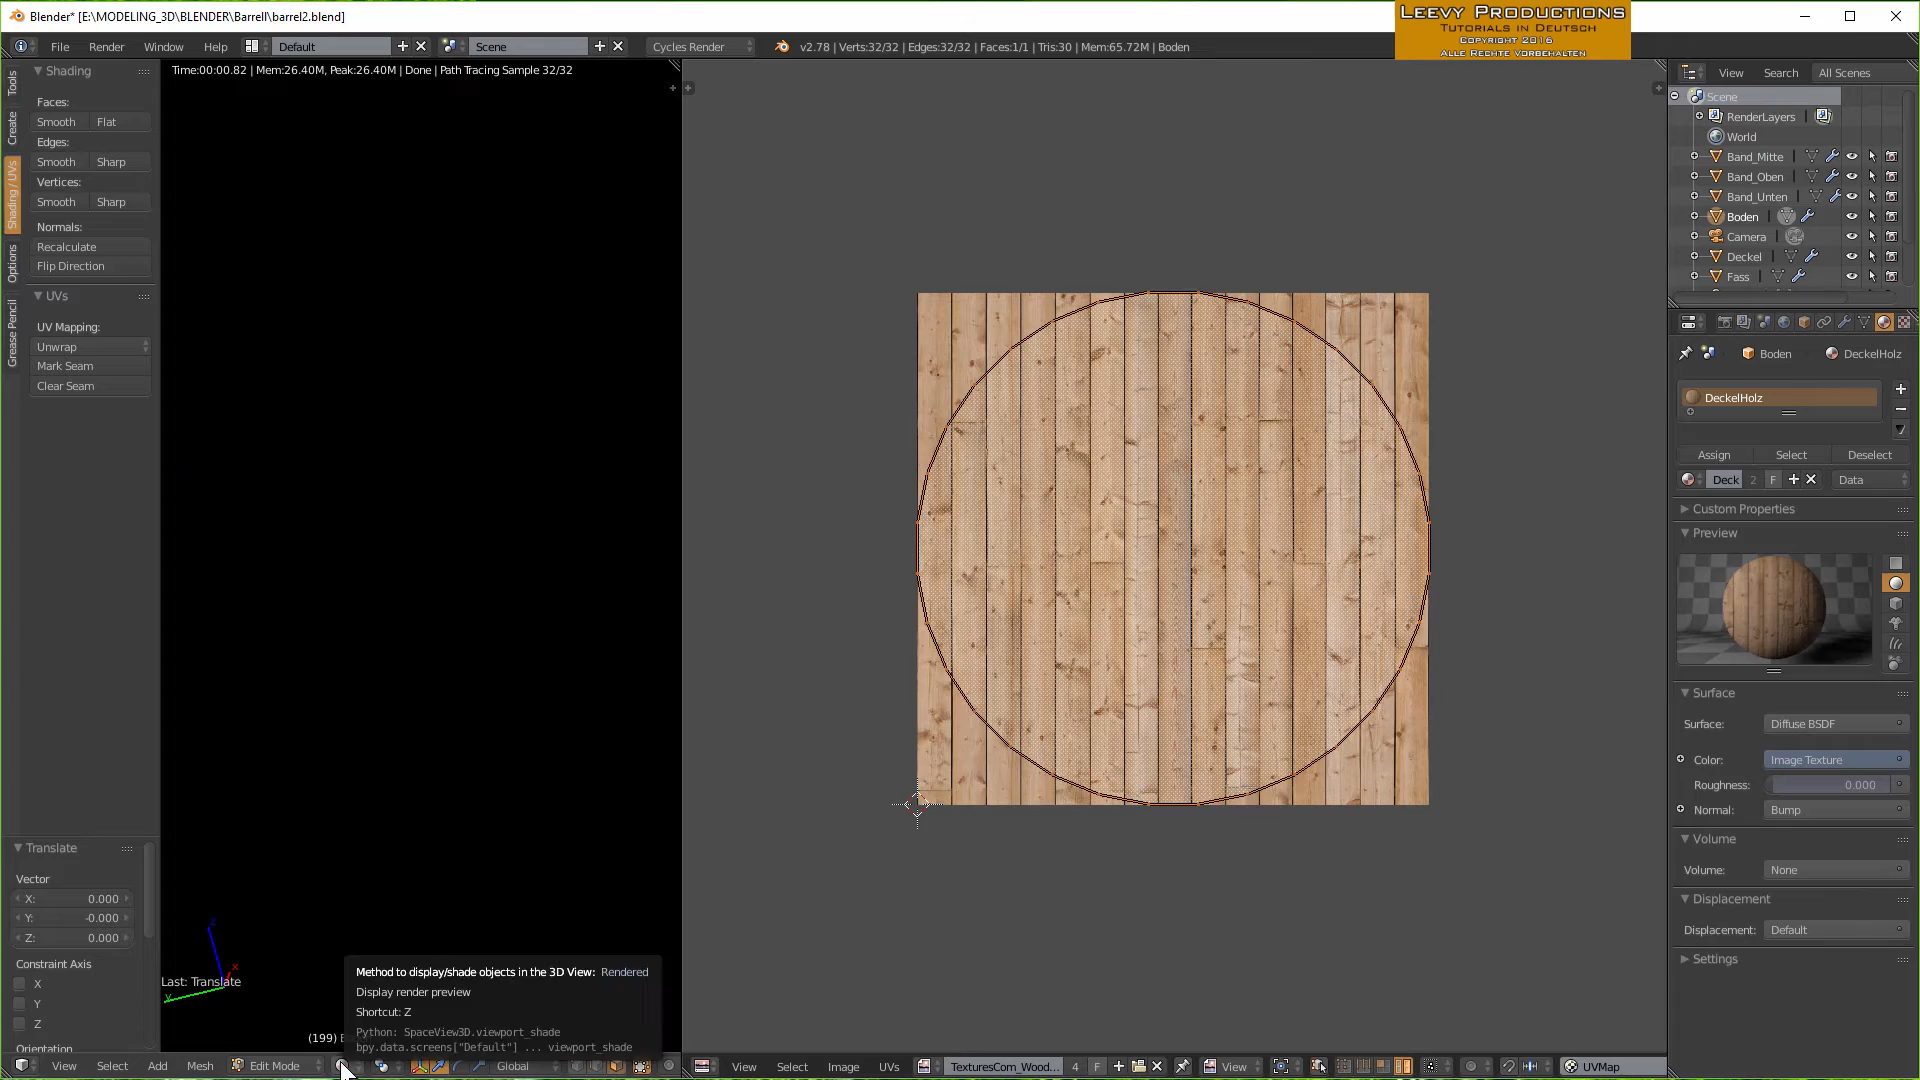 Blender* [E:\MODELING_3D\BLENDER\Barrell\barrel2.blend]
LEEVY PRODUCTIONS
TUTORIALS IN DEUTSCH
COPYRIGHT 2016
ALLE RECHTE VORBEHALTEN
File Render Window Help Default Scene Cycles Render v2.78 | Verts:32/32 | Edges:32/32 | Faces:1/1 | Tris:30 | Mem:65.72M | Boden
Time:00:00.82 | Mem:26.40M, Peak:26.40M | Done | Path Tracing Sample 32/32
Tools
Create
Shading / UVs
Options
Grease Pencil
Shading
Faces:
Smooth Flat
Edges:
Smooth Sharp
Vertices:
Smooth Sharp
Normals:
Recalculate
Flip Direction
UVs
UV Mapping:
Unwrap
Mark Seam
Clear Seam
Translate
Vector
X: 0.000
Y: -0.000
Z: 0.000
Constraint Axis
X
Y
Z
Orientation
z
x
y
Last: Translate
(199) B
Method to display/shade objects in the 3D View: Rendered
Display render preview
Shortcut: Z
Python: SpaceView3D.viewport_shade
bpy.data.screens["Default"] ... viewport_shade
View Select Add Mesh Edit Mode Global
View Select Image UVs TexturesCom_Wood... 4 F View UVMap
View Search All Scenes
Scene
RenderLayers
World
Band_Mitte
Band_Oben
Band_Unten
Boden
Camera
Deckel
Fass
Boden DeckelHolz
DeckelHolz
Assign Select Deselect
Deck 2 F Data
Custom Properties
Preview
Surface
Surface: Diffuse BSDF
Color: Image Texture
Roughness: 0.000
Normal: Bump
Volume
Volume: None
Displacement
Displacement: Default
Settings